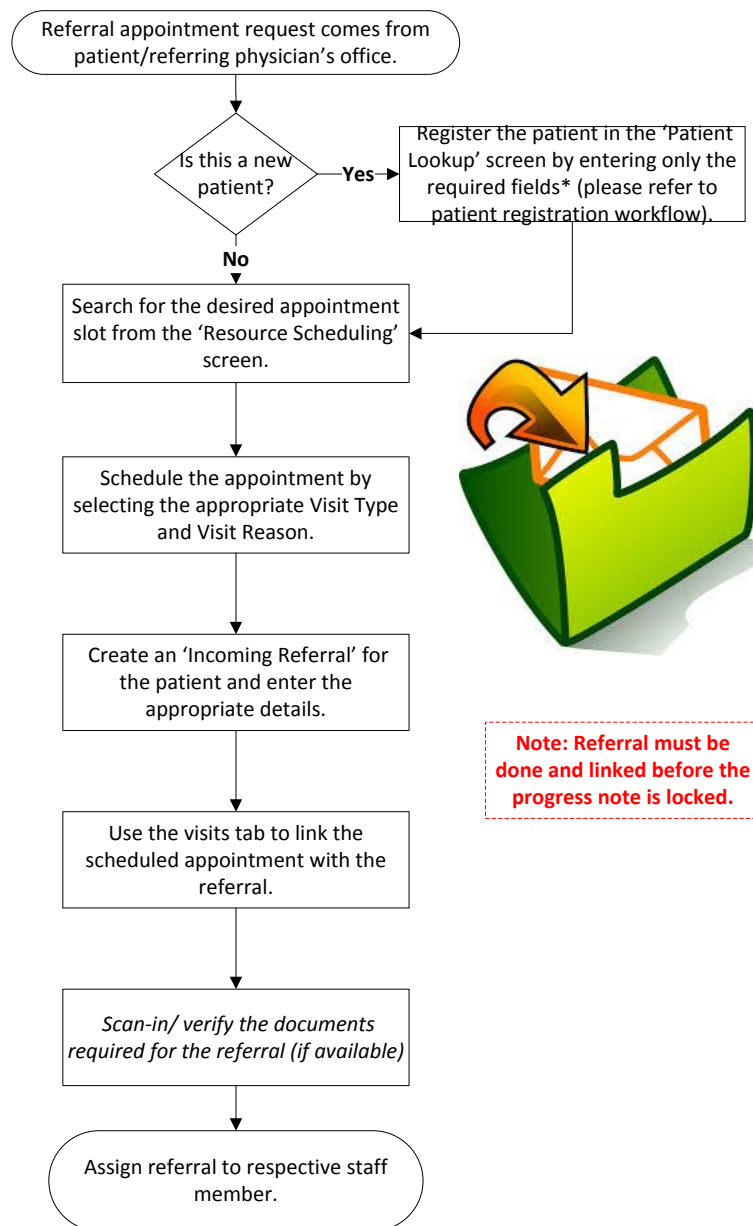 Referral appointment request comes from
patient/referring physician’s office.
Is this a new
patient?
Yes
Register the patient in the ‘Patient
Lookup’ screen by entering only the
required fields* (please refer to
patient registration workflow).
No
Search for the desired appointment
slot from the ‘Resource Scheduling’
screen.
Schedule the appointment by
selecting the appropriate Visit Type
and Visit Reason.
Create an ‘Incoming Referral’ for
the patient and enter the
appropriate details.
Note: Referral must be
done and linked before the
progress note is locked.
Use the visits tab to link the
scheduled appointment with the
referral.
Scan-in/ verify the documents
required for the referral (if available)
Assign referral to respective staff
member.